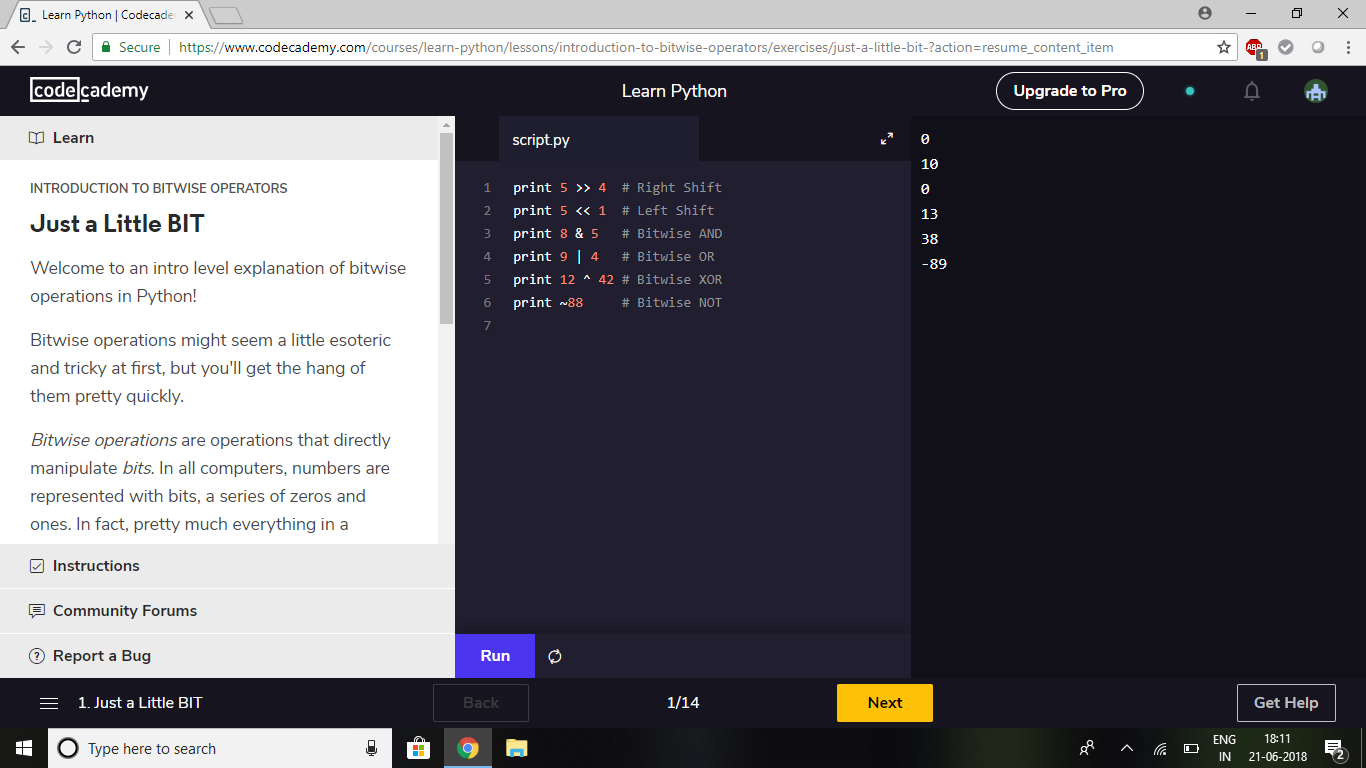 Learn Python | Codecade
Secure
https://www.codecademy.com/courses/learn-python/lessons/introduction-to-bitwise-operators/exercises/just-a-little-bit-?action=resume_content_item
ABP
1
codecademy
Learn Python
Upgrade to Pro
Learn
INTRODUCTION TO BITWISE OPERATORS
Just a Little BIT
Welcome to an intro level explanation of bitwise
operations in Python!
Bitwise operations might seem a little esoteric
and tricky at first, but you'll get the hang of
them pretty quickly.
Bitwise operations are operations that directly
manipulate bits. In all computers, numbers are
represented with bits, a series of zeros and
ones. In fact, pretty much everything in a
Instructions
Community Forums
? Report a Bug
script.py
1 print 5 >> 4  # Right Shift
2 print 5 << 1  # Left Shift
3 print 8 & 5   # Bitwise AND
4 print 9 | 4   # Bitwise OR
5 print 12 ^ 42 # Bitwise XOR
6 print ~88     # Bitwise NOT
7
Run
0
10
0
13
38
-89
1. Just a Little BIT
Back
1/14
Next
Get Help
Type here to search
ENG
IN
18:11
21-06-2018
2